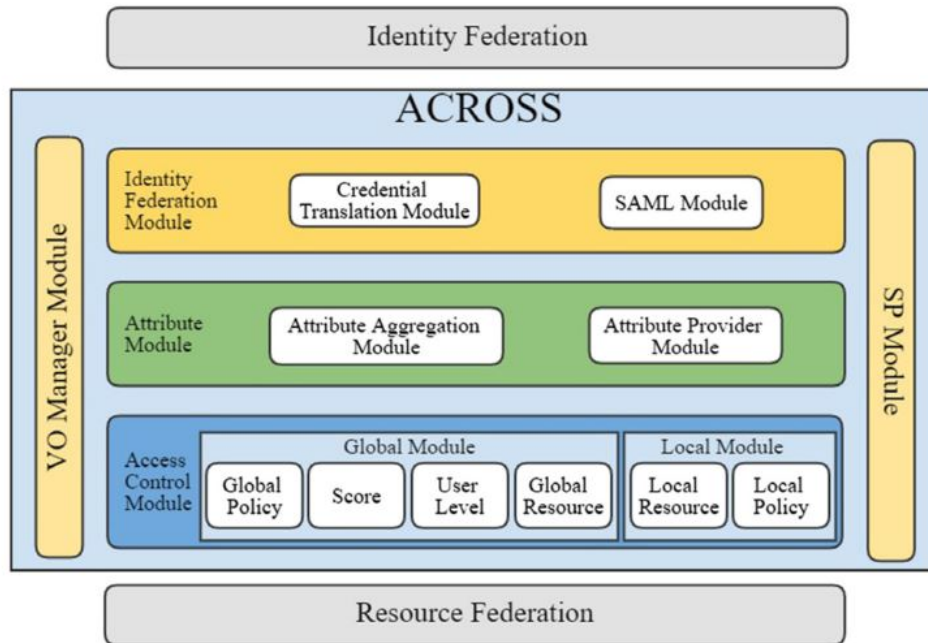 Identity Federation
ACROSS
VO Manager Module
Identity
Federation
Module
Credential
Translation Module
SAML Module
Attribute
Module
Attribute Aggregation
Module
Attribute Provider
Module
Access
Control
Module
Global Module
Global
Policy
Score
User
Level
Global
Resource
Local Module
Local
Resource
Local
Policy
SP Module
Resource Federation